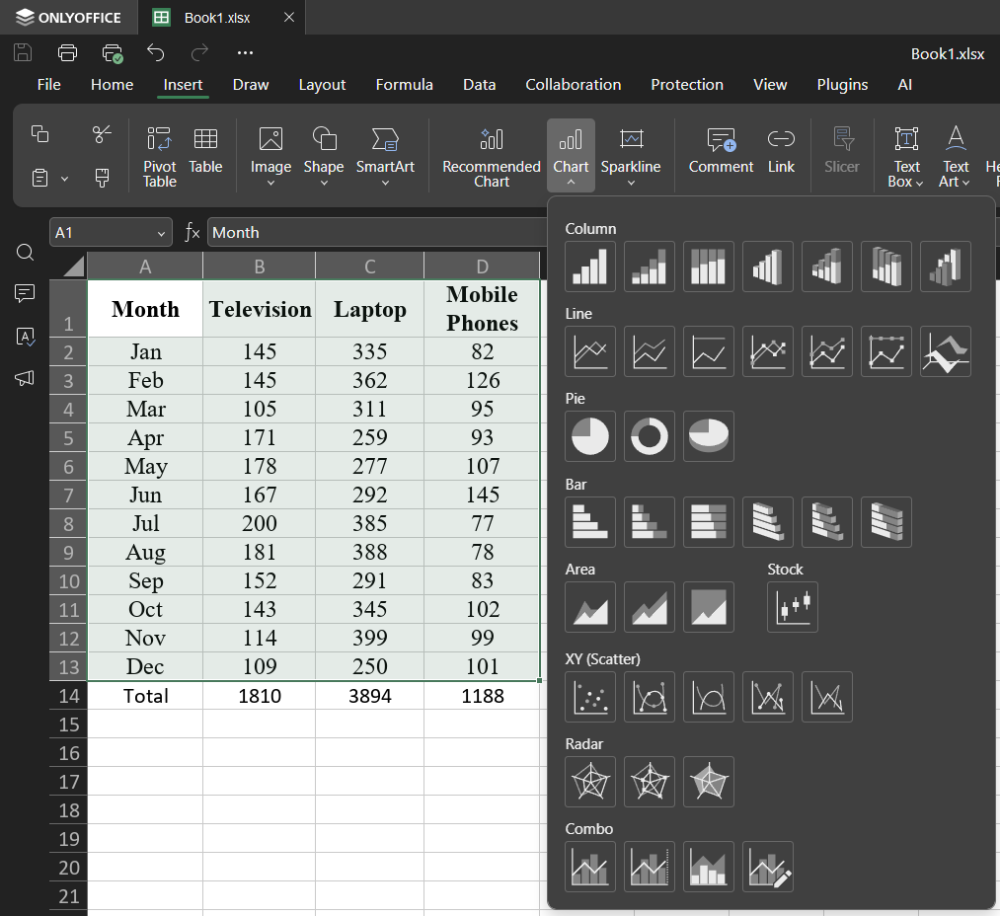 ONLYOFFICE Book1.xlsx
Book1.xlsx
File Home Insert Draw Layout Formula Data Collaboration Protection View Plugins AI
Pivot Table
Table
Image
Shape
SmartArt
Recommended Chart
Chart
Sparkline
Comment
Link
Slicer
Text Box
Text Art
A1 fx Month
A B C D
1 Month Television Laptop Mobile Phones
2 Jan 145 335 82
3 Feb 145 362 126
4 Mar 105 311 95
5 Apr 171 259 93
6 May 178 277 107
7 Jun 167 292 145
8 Jul 200 385 77
9 Aug 181 388 78
10 Sep 152 291 83
11 Oct 143 345 102
12 Nov 114 399 99
13 Dec 109 250 101
14 Total 1810 3894 1188
15
16
17
18
19
20
21
Column
Line
Pie
Bar
Area Stock
XY (Scatter)
Radar
Combo